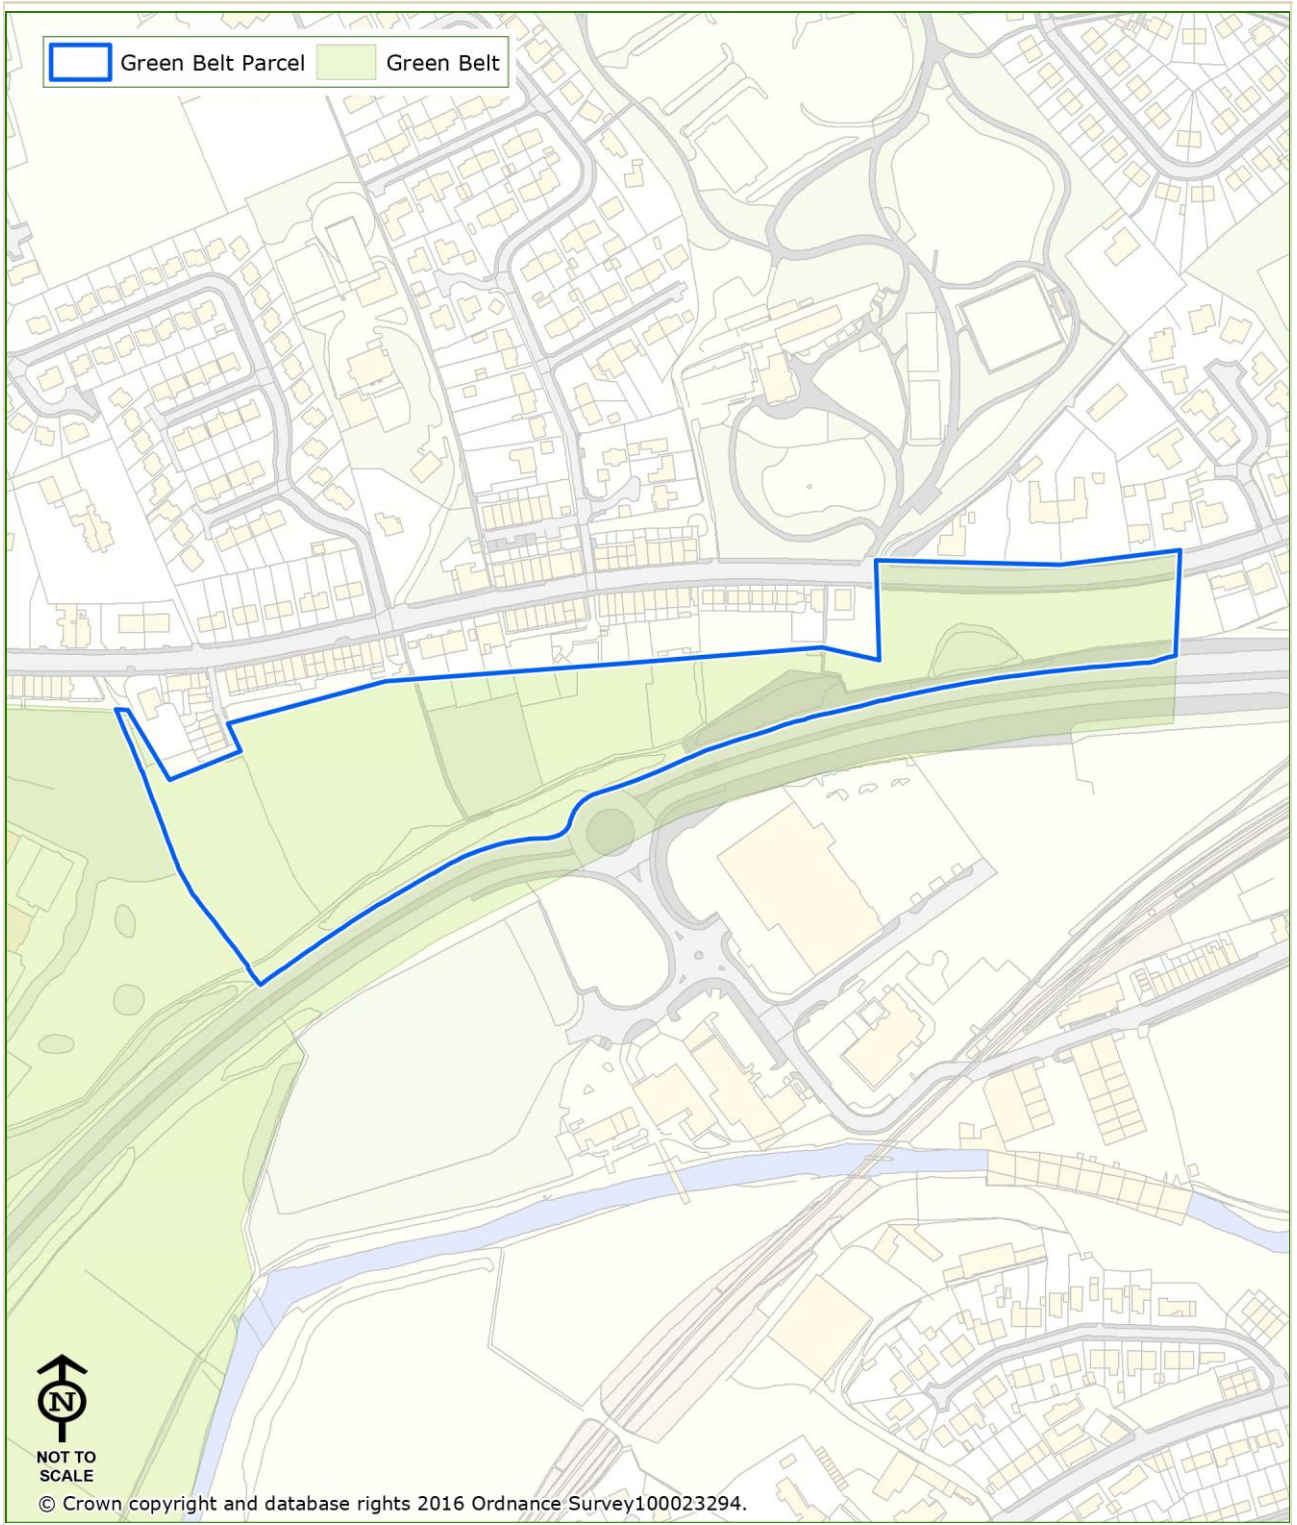 Green Belt Parcel Green Belt
N
NOT TO
SCALE
© Crown copyright and database rights 2016 Ordnance Survey100023294.